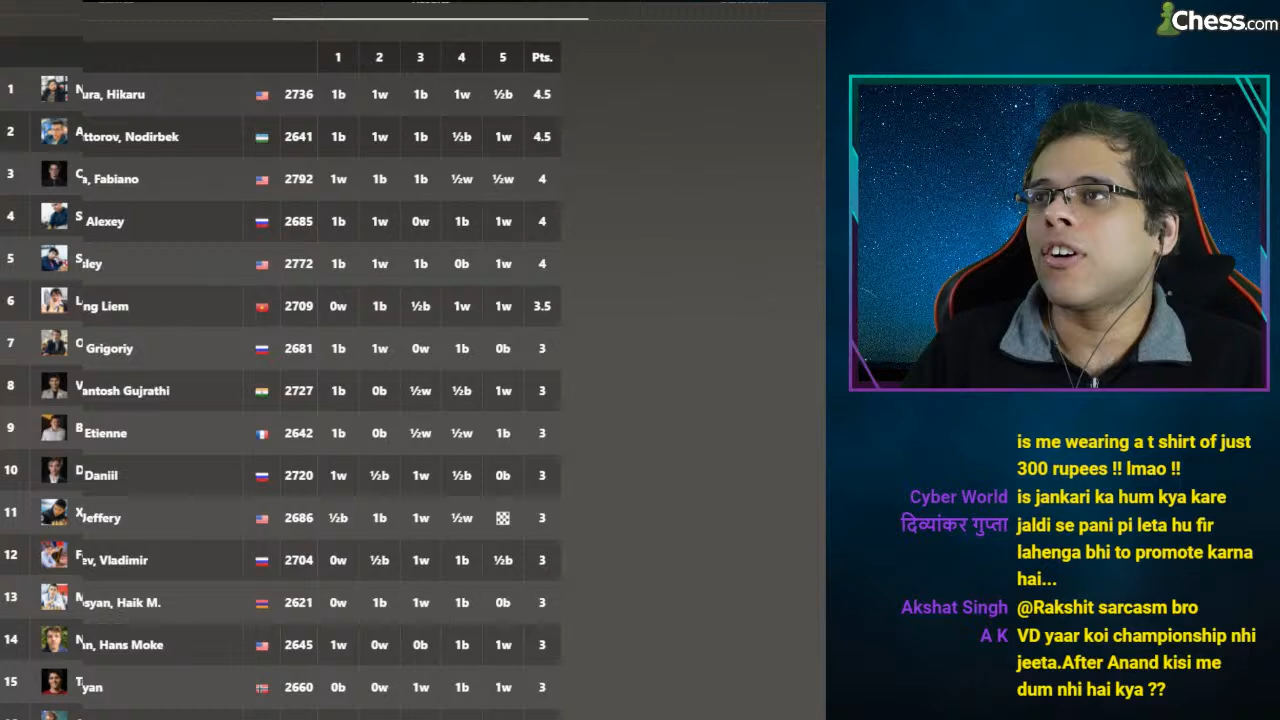 Chess.com
1 2 3 4 5 Pts.
1 N ura, Hikaru 2736 1b 1w 1b 1w ½b 4.5
2 A ttorov, Nodirbek 2641 1b 1w 1b ½b 1w 4.5
3 C a, Fabiano 2792 1w 1b 1b ½w ½w 4
4 S Alexey 2685 1b 1w 0w 1b 1w 4
5 S ley 2772 1b 1w 1b 0b 1w 4
6 L ng Liem 2709 0w 1b ½b 1w 1w 3.5
7 O Grigoriy 2681 1b 1w 0w 1b 0b 3
8 V antosh Gujrathi 2727 1b 0b ½w ½b 1w 3
9 B Etienne 2642 1b 0b ½w ½w 1b 3
10 D Daniil 2720 1w ½b 1w ½b 0b 3
11 X Jeffery 2686 ½b 1b 1w ½w 3
12 F ev, Vladimir 2704 0w ½b 1w 1b ½b 3
13 M syan, Haik M. 2621 0w 1b 1w 1b 0b 3
14 N n, Hans Moke 2645 1w 0w 0b 1b 1w 3
15 T yan 2660 0b 0w 1w 1b 1w 3
is me wearing a t shirt of just
300 rupees !! lmao !!
Cyber World is jankari ka hum kya kare
दिव्यांकर गुप्ता jaldi se pani pi leta hu fir
lahenga bhi to promote karna
hai...
Akshat Singh @Rakshit sarcasm bro
A K VD yaar koi championship nhi
jeeta.After Anand kisi me
dum nhi hai kya ??